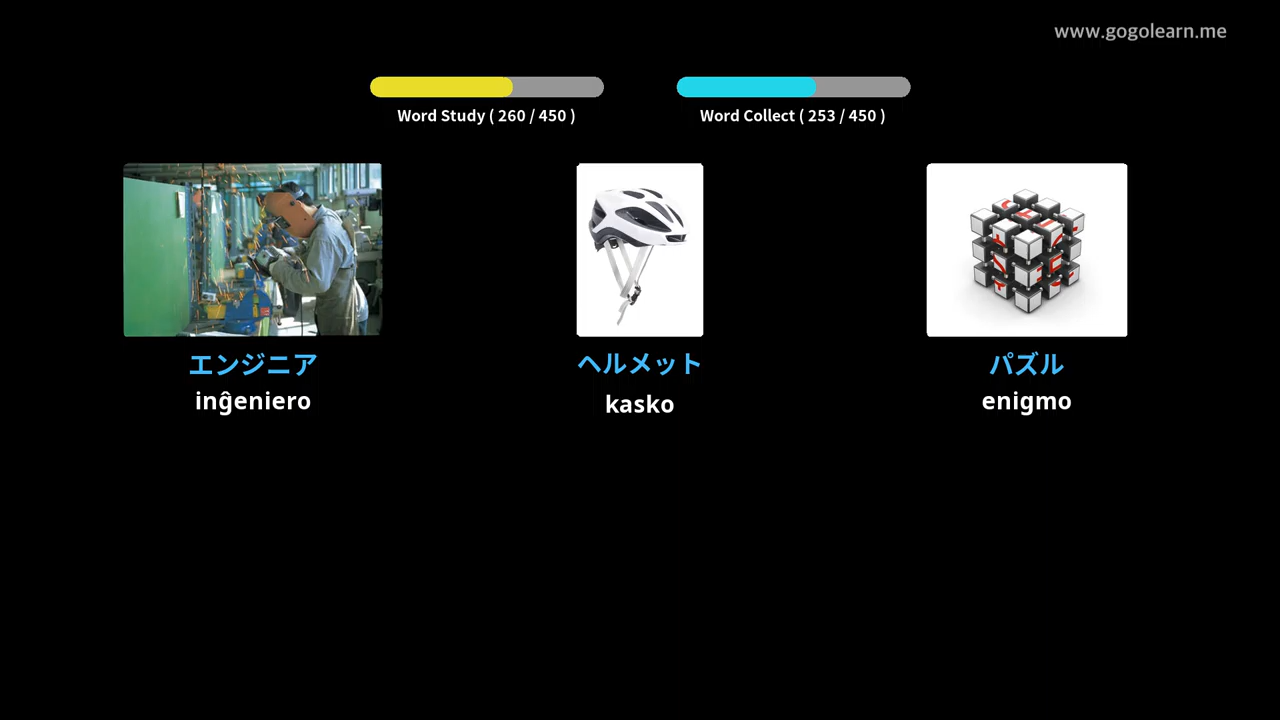 www.gogolearn.me
Word Study ( 260 / 450 )
Word Collect ( 253 / 450 )
エンジニア
inĝeniero
ヘルメット
kasko
パズル
enigmo